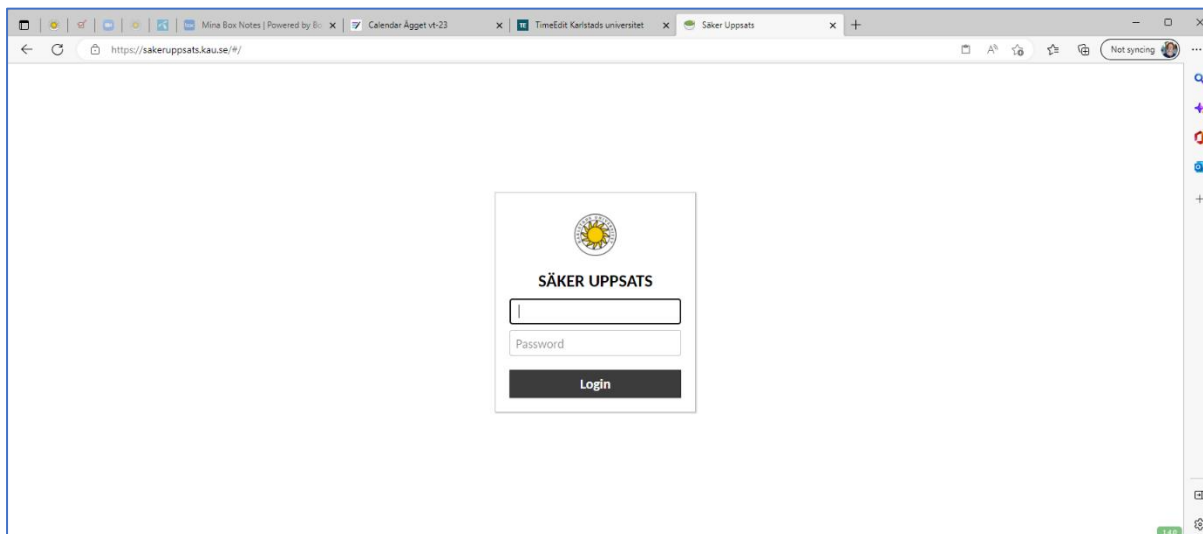 Mina Box Notes | Powered by Bo
Calendar Ägget vt-23
TimeEdit Karlstads universitet
Säker Uppsats
https://sakeruppsats.kau.se/#/
Not syncing
SÄKER UPPSATS
Password
Login